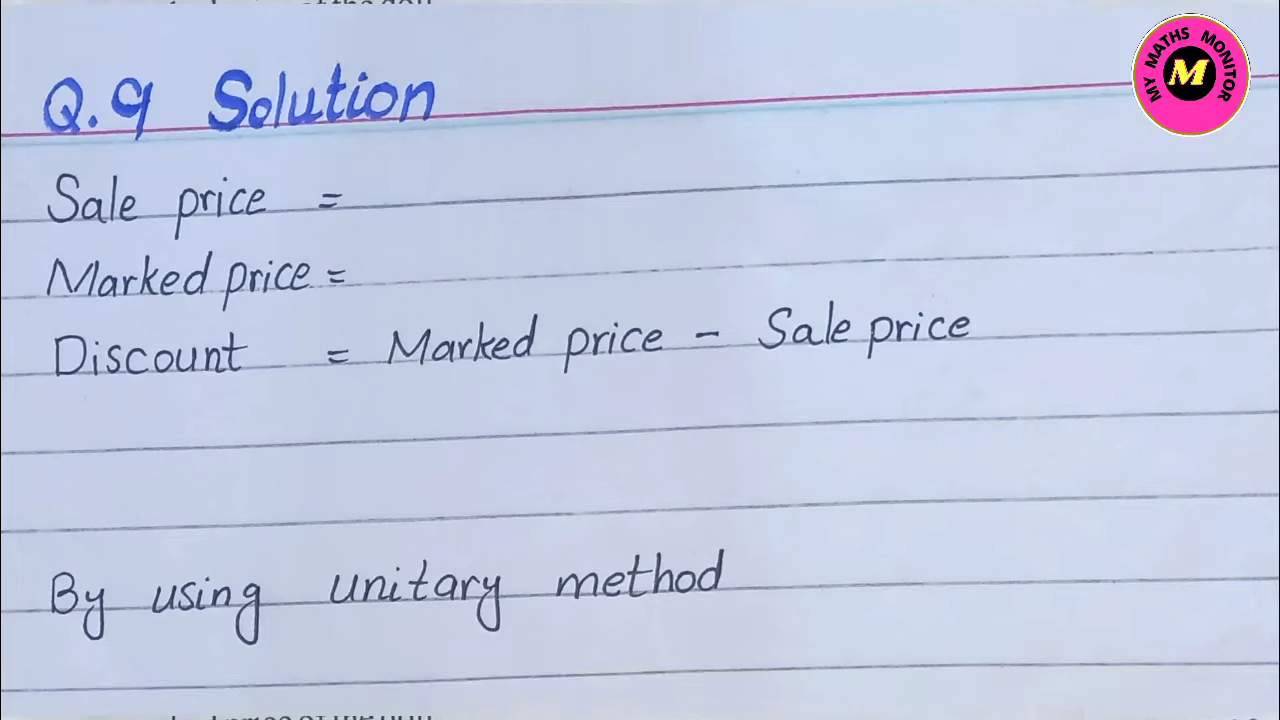 Q.9 Solution
MY MATHS MONITOR
M
Sale price =
Marked price =
Discount = Marked price - Sale price
By using unitary method